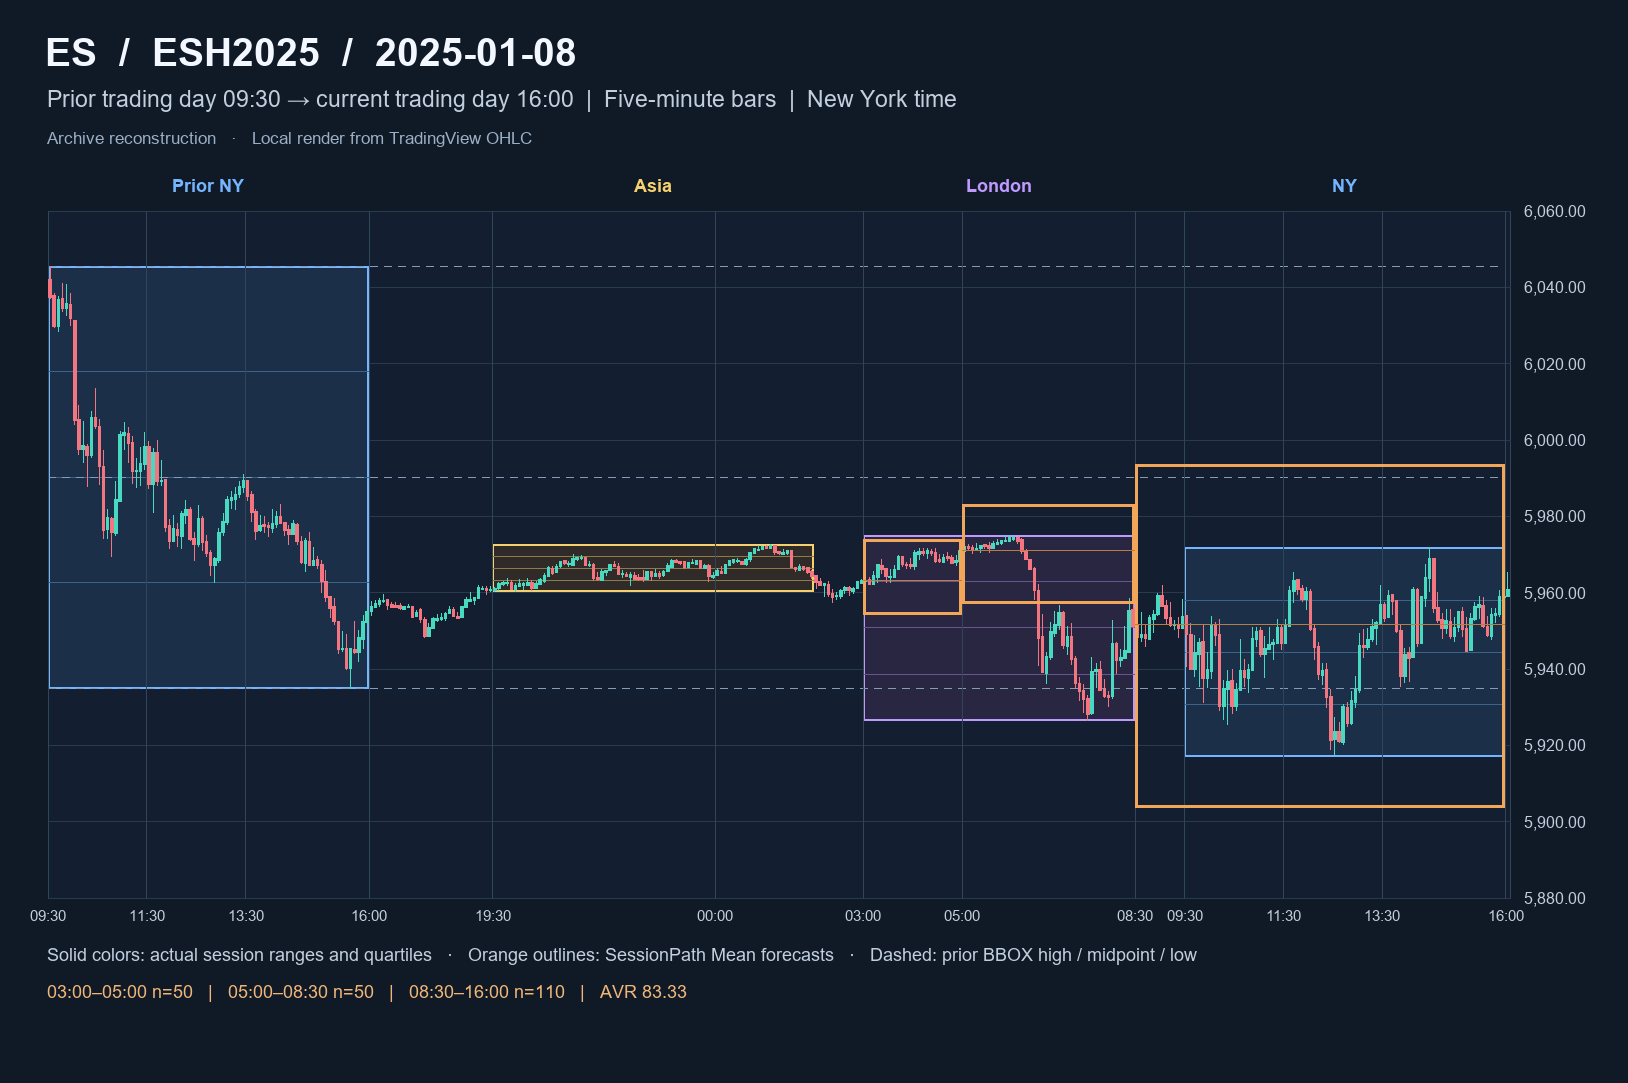 ES / ESH2025 / 2025-01-08
Prior trading day 09:30 → current trading day 16:00 | Five-minute bars | New York time
Archive reconstruction · Local render from TradingView OHLC
Prior NY Asia London NY
6,060.00
6,040.00
6,020.00
6,000.00
5,980.00
5,960.00
5,940.00
5,920.00
5,900.00
5,880.00
09:30 11:30 13:30 16:00 19:30 00:00 03:00 05:00 08:30 09:30 11:30 13:30 16:00
Solid colors: actual session ranges and quartiles · Orange outlines: SessionPath Mean forecasts · Dashed: prior BBOX high / midpoint / low
03:00–05:00 n=50 | 05:00–08:30 n=50 | 08:30–16:00 n=110 | AVR 83.33